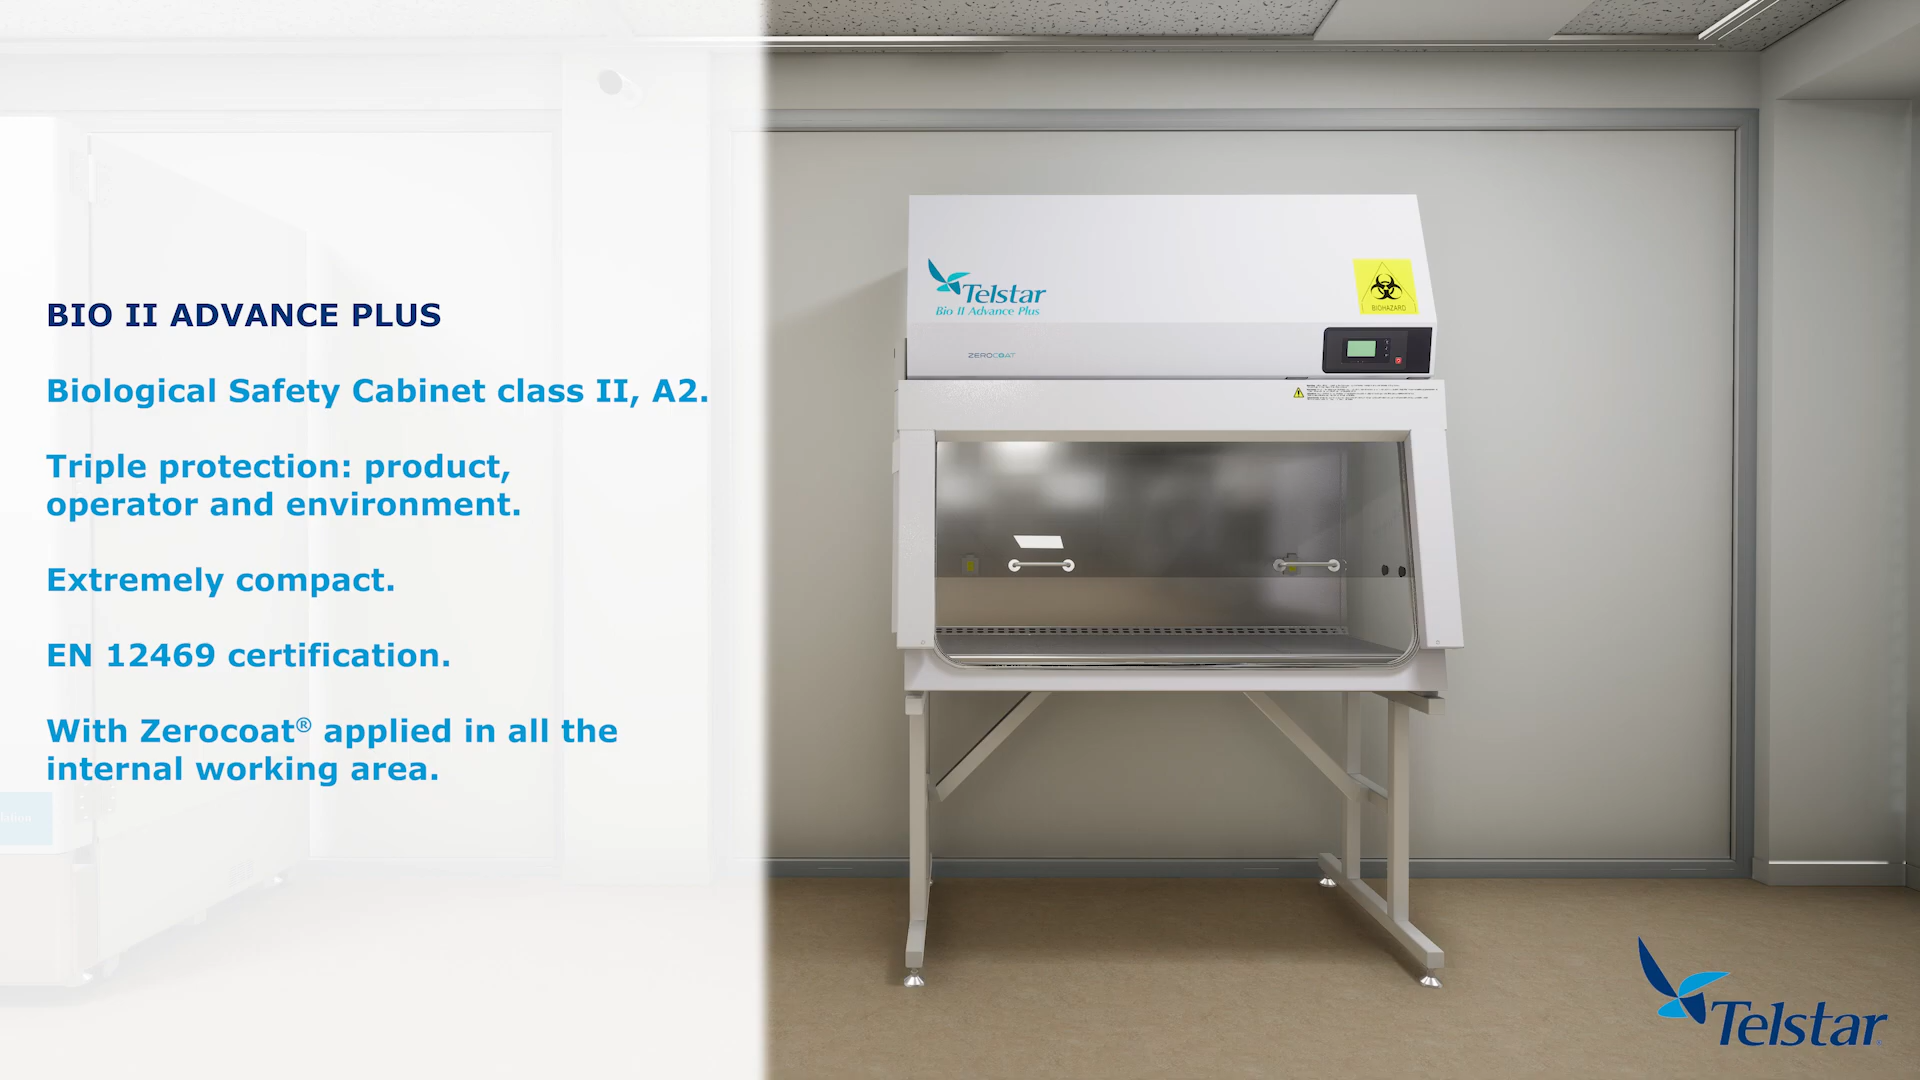 BIO II ADVANCE PLUS
Biological Safety Cabinet class II, A2.
Triple protection: product,
operator and environment.
Extremely compact.
EN 12469 certification.
With Zerocoat® applied in all the
internal working area.
Telstar
Bio II Advance Plus
ZEROCOAT
BIOHAZARD
Telstar